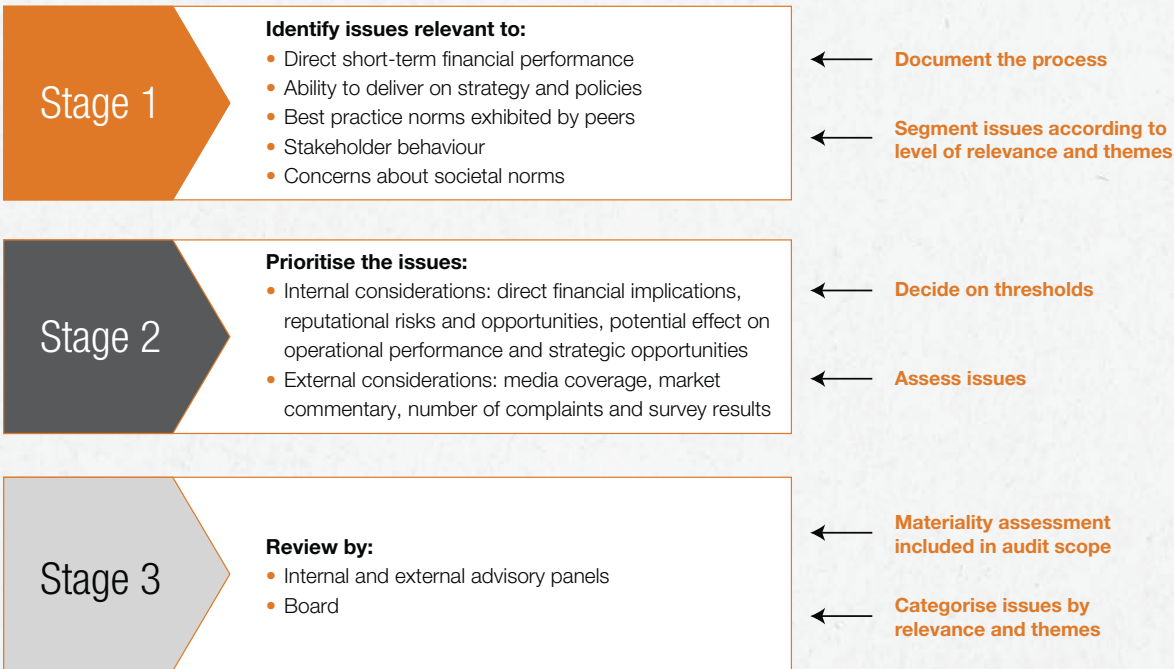 Stage 1
Identify issues relevant to:
• Direct short-term financial performance
• Ability to deliver on strategy and policies
• Best practice norms exhibited by peers
• Stakeholder behaviour
• Concerns about societal norms
Document the process
Segment issues according to
level of relevance and themes
Stage 2
Prioritise the issues:
• Internal considerations: direct financial implications,
reputational risks and opportunities, potential effect on
operational performance and strategic opportunities
• External considerations: media coverage, market
commentary, number of complaints and survey results
Decide on thresholds
Assess issues
Stage 3
Review by:
• Internal and external advisory panels
• Board
Materiality assessment
included in audit scope
Categorise issues by
relevance and themes